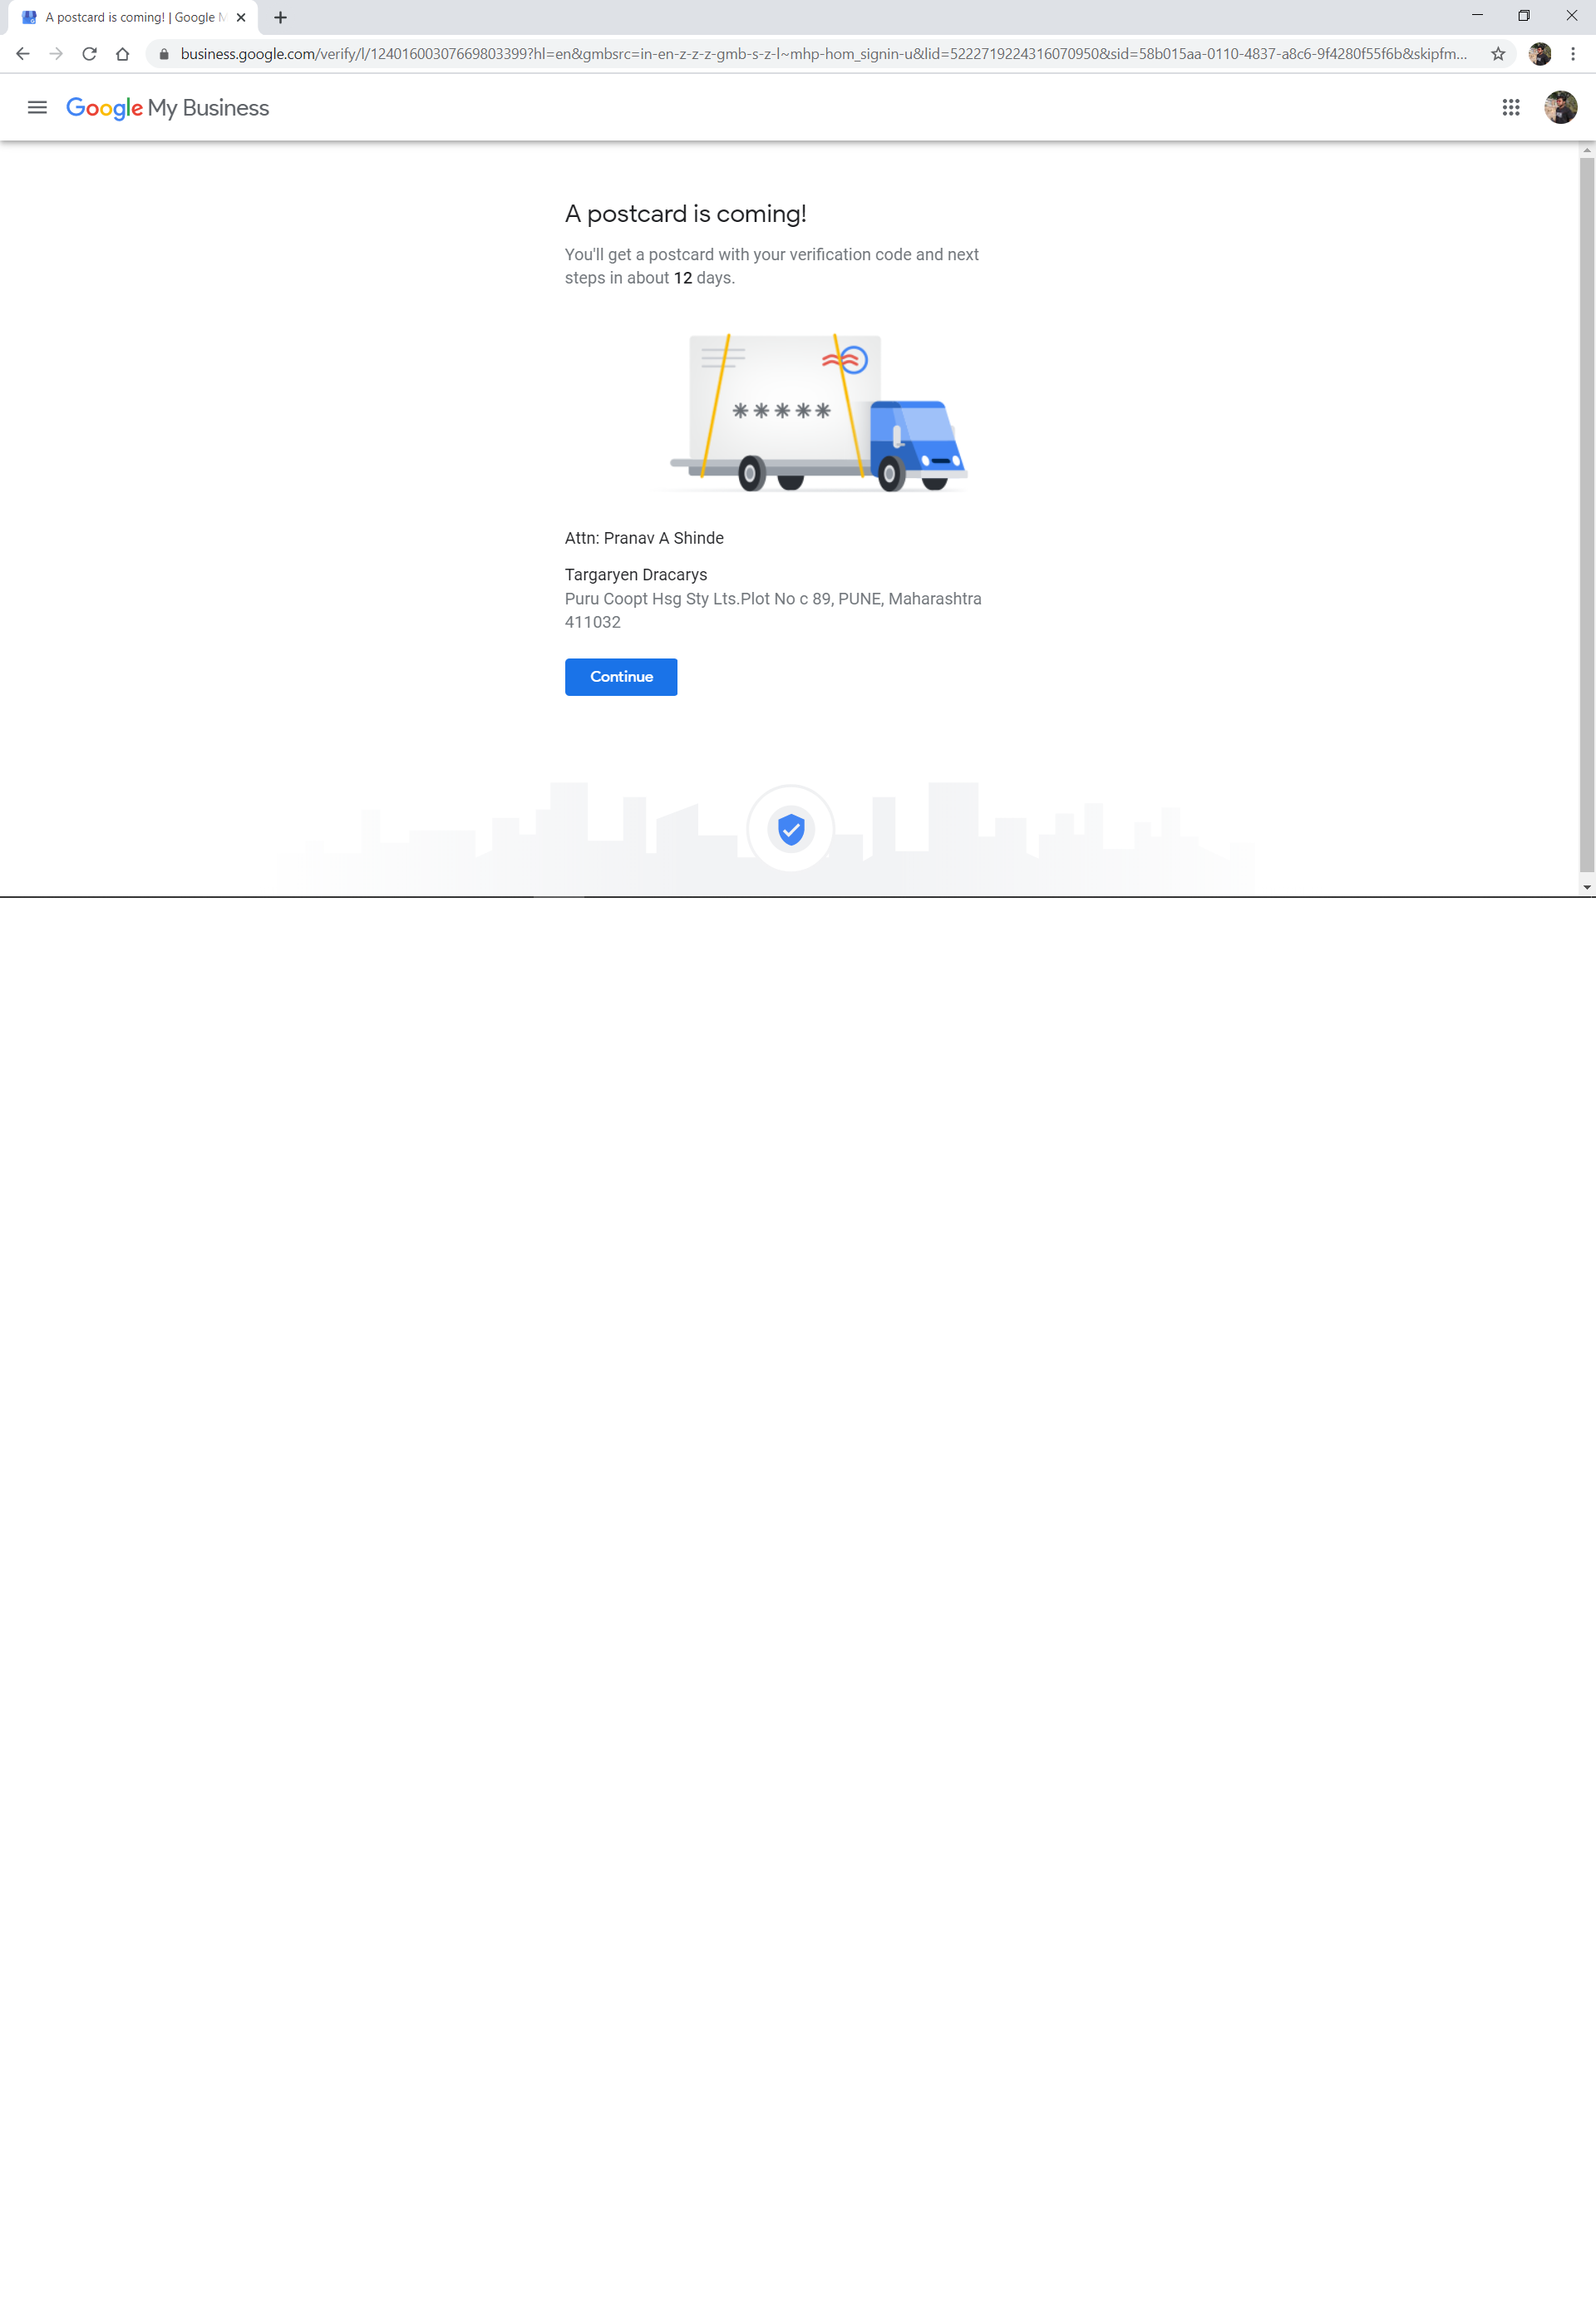 A postcard is coming! | Google M
business.google.com/verify/l/12401600307669803399?hl=en&gmbsrc=in-en-z-z-z-gmb-s-z-l~mhp-hom_signin-u&lid=5222719224316070950&sid=58b015aa-0110-4837-a8c6-9f4280f55f6b&skipfm...
Google My Business
A postcard is coming!
You'll get a postcard with your verification code and next
steps in about 12 days.
*****
Attn: Pranav A Shinde
Targaryen Dracarys
Puru Coopt Hsg Sty Lts.Plot No c 89, PUNE, Maharashtra
411032
Continue